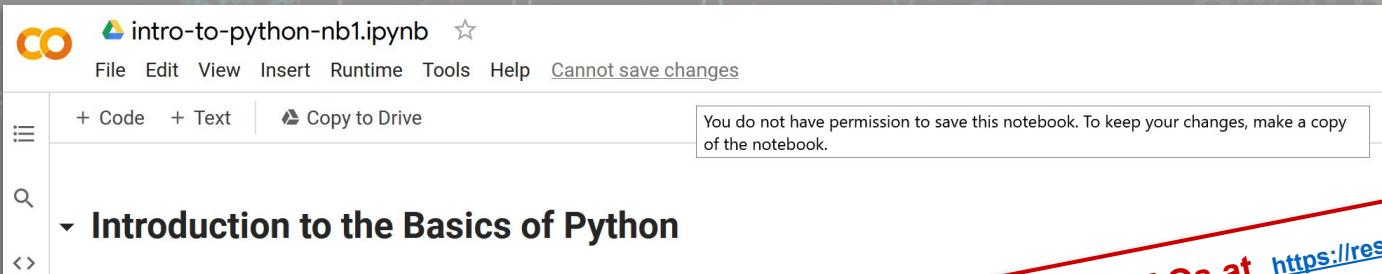 intro-to-python-nb1.ipynb
File Edit View Insert Runtime Tools Help Cannot save changes
+ Code + Text Copy to Drive
You do not have permission to save this notebook. To keep your changes, make a copy
of the notebook.
Introduction to the Basics of Python
at https://res